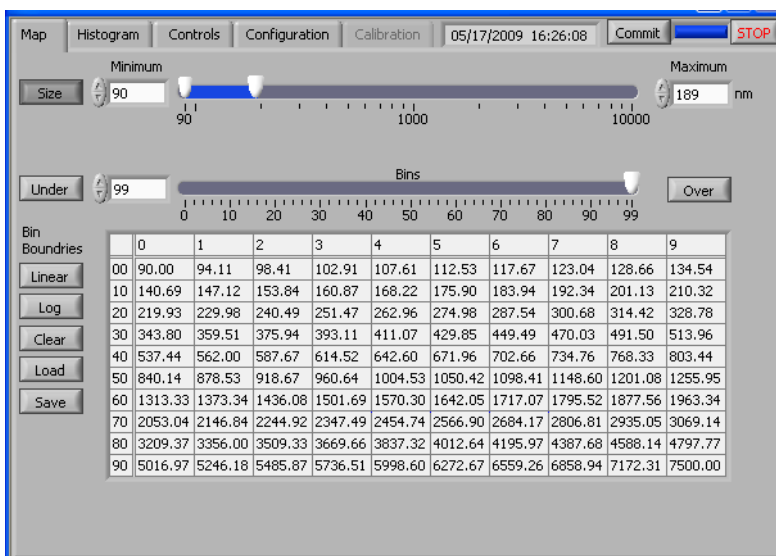 Map Histogram Controls Configuration Calibration 05/17/2009 16:26:08 Commit STOP
Minimum Maximum
Size 90 189 nm
90 1000 10000
Bins
Under 99 Over
0 10 20 30 40 50 60 70 80 90 99
Bin
Boundries
0 1 2 3 4 5 6 7 8 9
00 90.00 94.11 98.41 102.91 107.61 112.53 117.67 123.04 128.66 134.54
Linear
10 140.69 147.12 153.84 160.87 168.22 175.90 183.94 192.34 201.13 210.32
20 219.93 229.98 240.49 251.47 262.96 274.98 287.54 300.68 314.42 328.78
Log
30 343.80 359.51 375.94 393.11 411.07 429.85 449.49 470.03 491.50 513.96
Clear
40 537.44 562.00 587.67 614.52 642.60 671.96 702.66 734.76 768.33 803.44
Load
50 840.14 878.53 918.67 960.64 1004.53 1050.42 1098.41 1148.60 1201.08 1255.95
60 1313.33 1373.34 1436.08 1501.69 1570.30 1642.05 1717.07 1795.52 1877.56 1963.34
Save
70 2053.04 2146.84 2244.92 2347.49 2454.74 2566.90 2684.17 2806.81 2935.05 3069.14
80 3209.37 3356.00 3509.33 3669.66 3837.32 4012.64 4195.97 4387.68 4588.14 4797.77
90 5016.97 5246.18 5485.87 5736.51 5998.60 6272.67 6559.26 6858.94 7172.31 7500.00